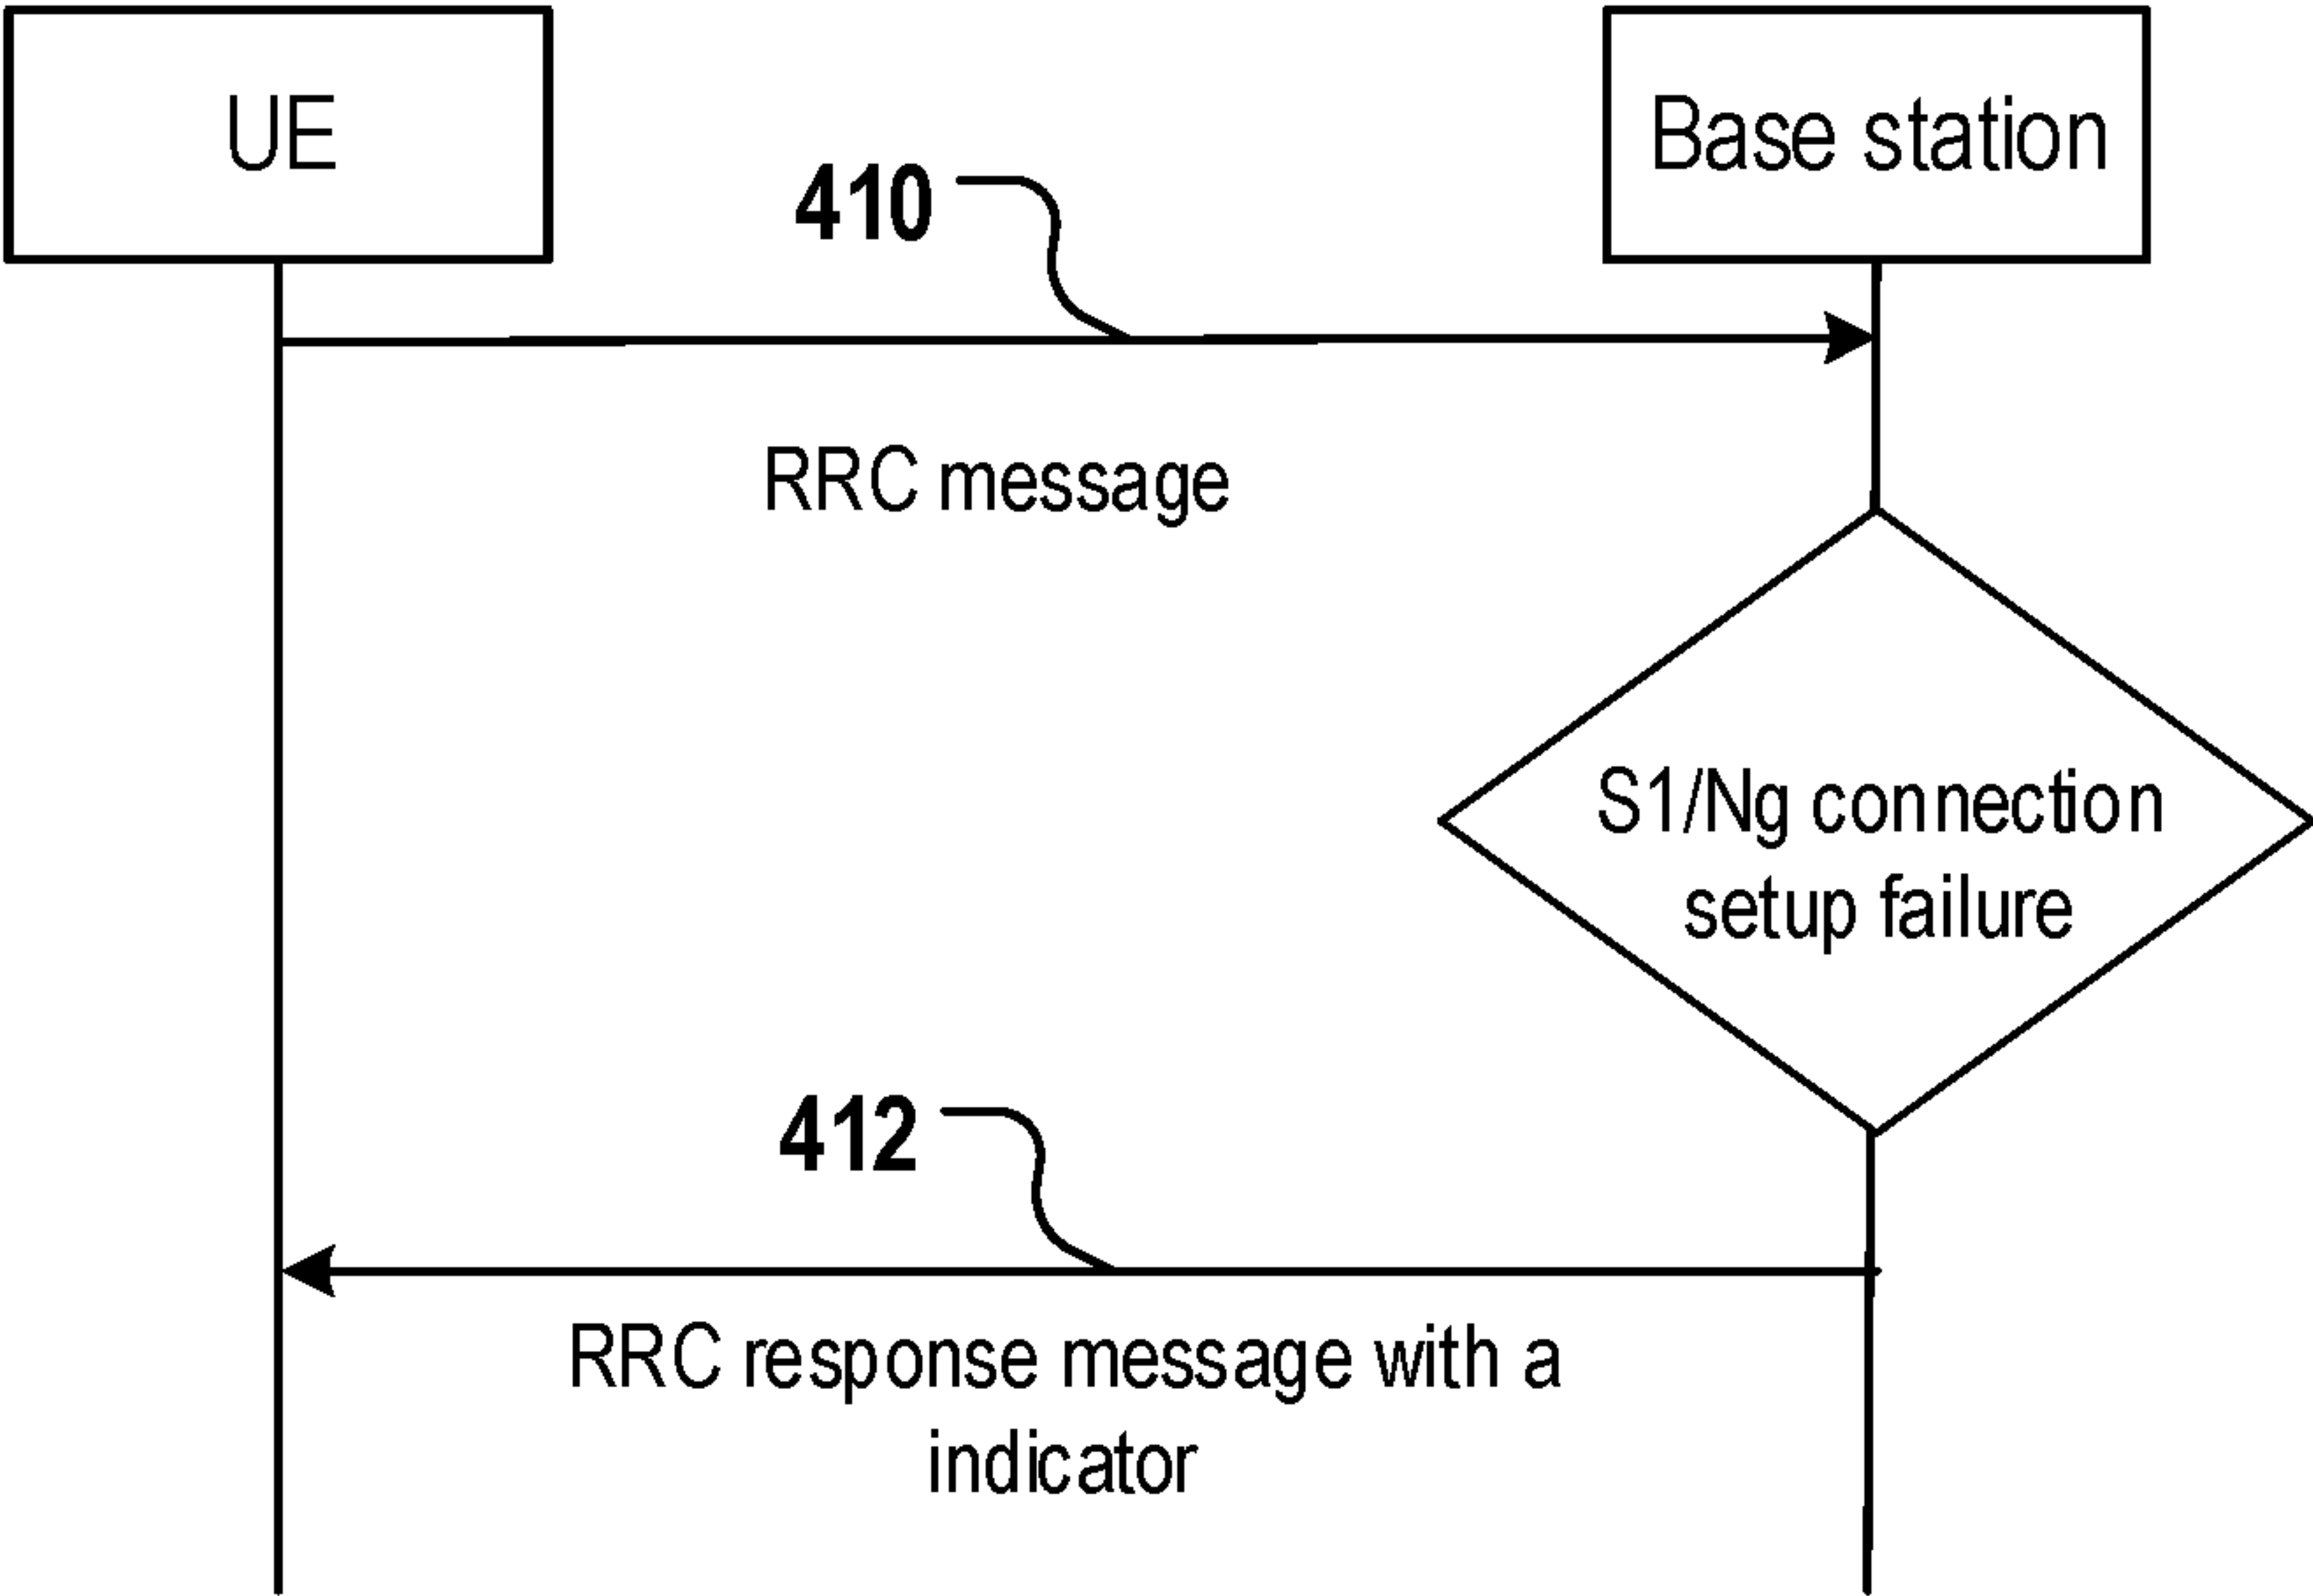 UE
Base station
410
RRC message
S1/Ng connection
setup failure
412
RRC response message with a
indicator